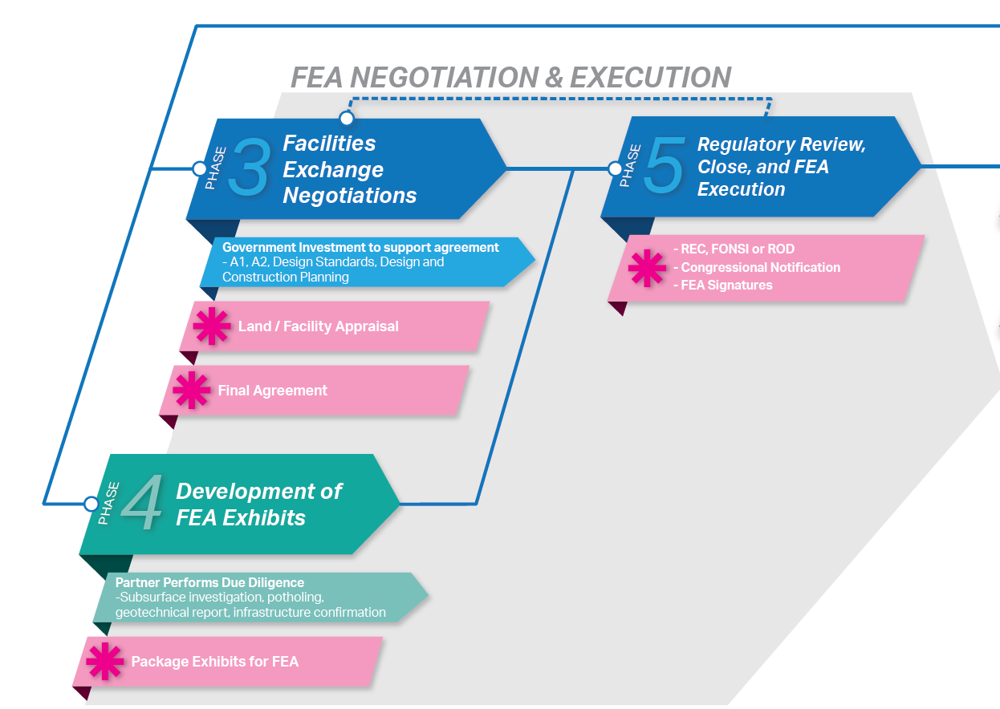 FEA NEGOTIATION & EXECUTION
PHASE
3
Facilities
Exchange
Negotiations
Government Investment to support agreement
- A1, A2, Design Standards, Design and
Construction Planning
Land / Facility Appraisal
Final Agreement
PHASE
5
Regulatory Review,
Close, and FEA
Execution
- REC, FONSI or ROD
- Congressional Notification
- FEA Signatures
PHASE
4
Development of
FEA Exhibits
Partner Performs Due Diligence
-Subsurface investigation, potholing,
geotechnical report, infrastructure confirmation
Package Exhibits for FEA